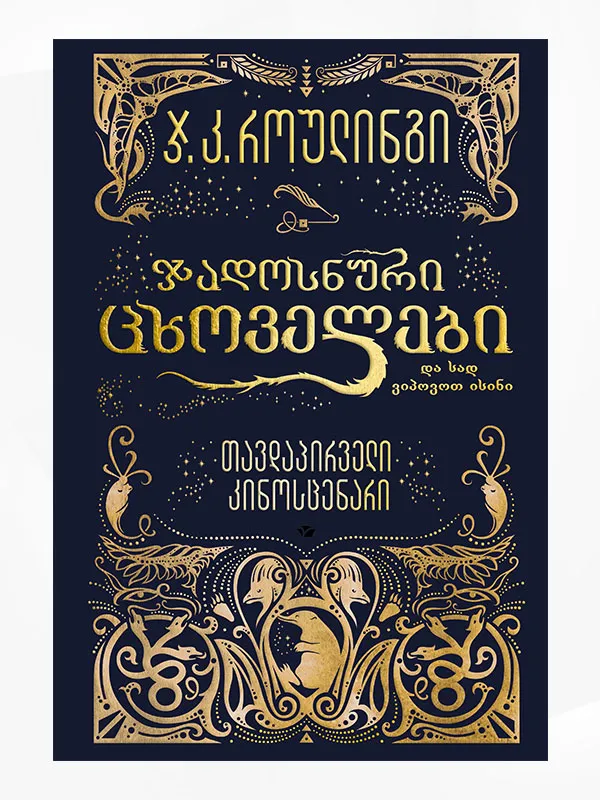 ჯ. კ. როულინგი
ჯადოსნური
ცხოველები
და სად
ვიპოვოთ ისინი
თავდაპირველი
კინოსცენარი